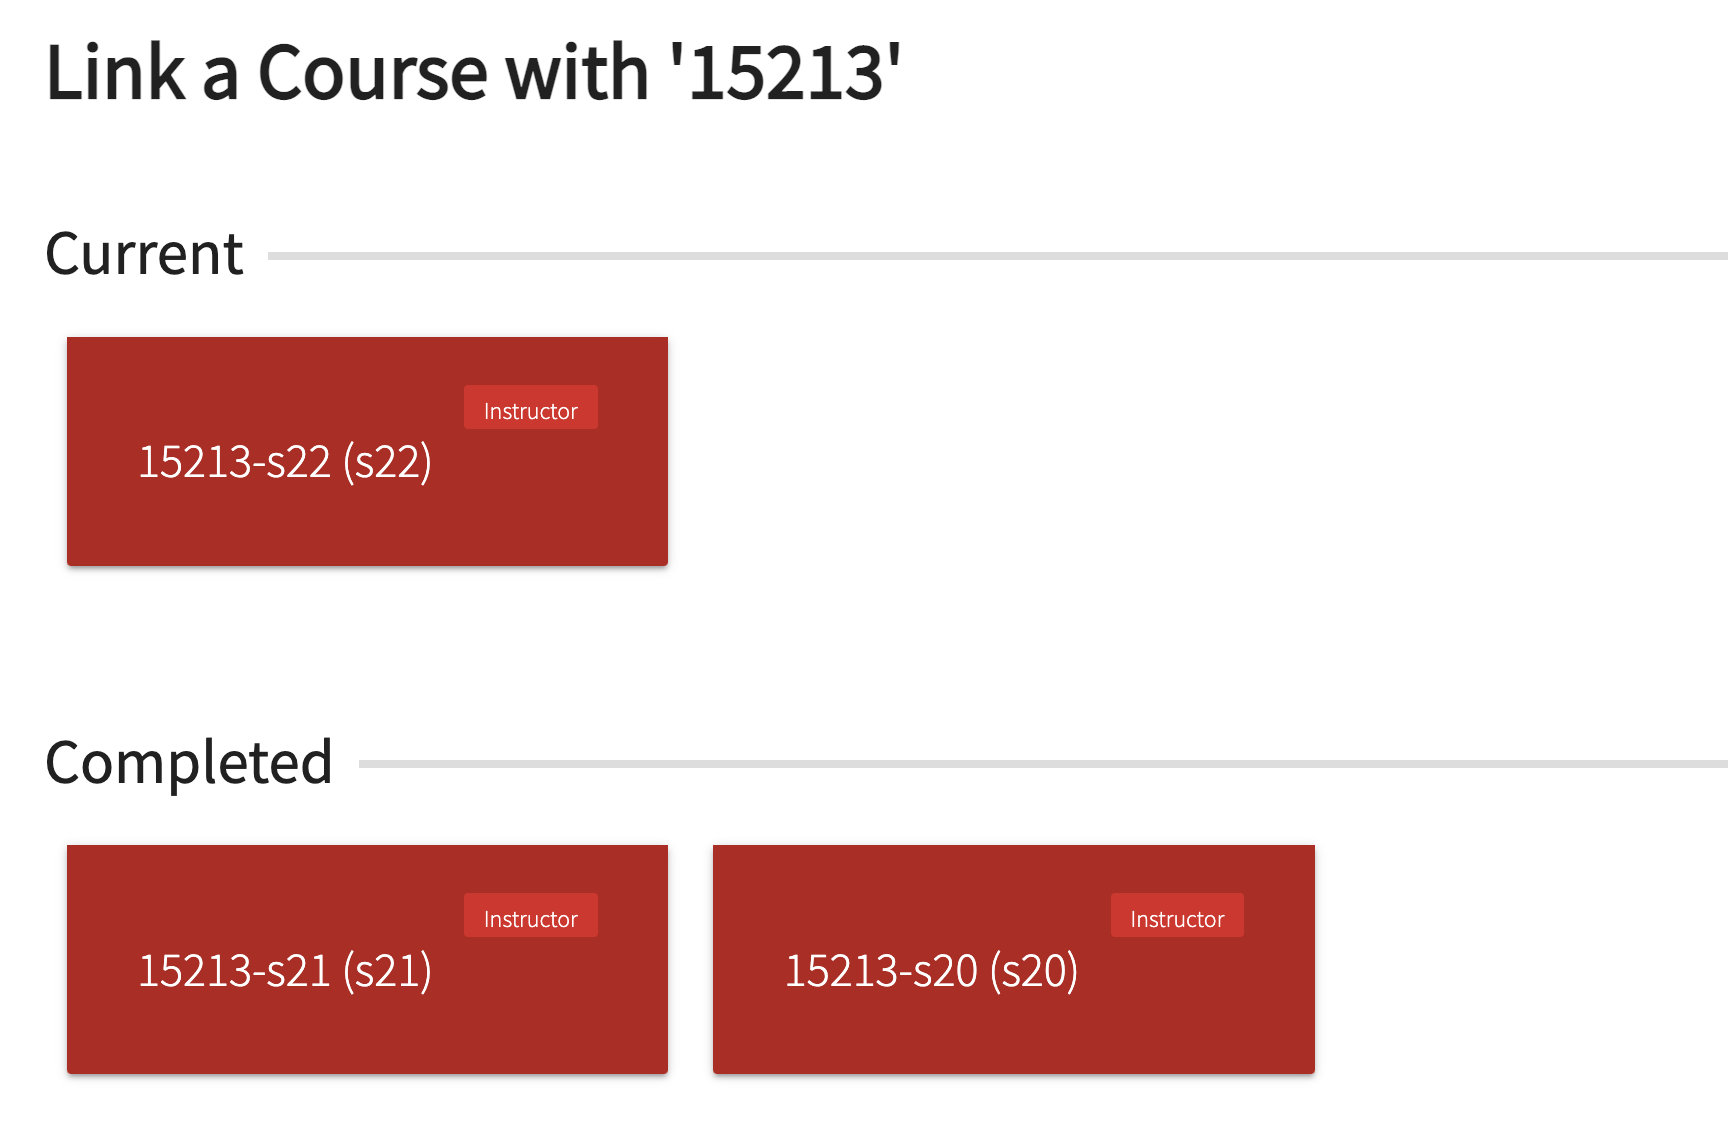 Link a Course with '15213'
Current
Instructor
15213-s22 (s22)
Completed
Instructor
15213-s21 (s21)
Instructor
15213-s20 (s20)